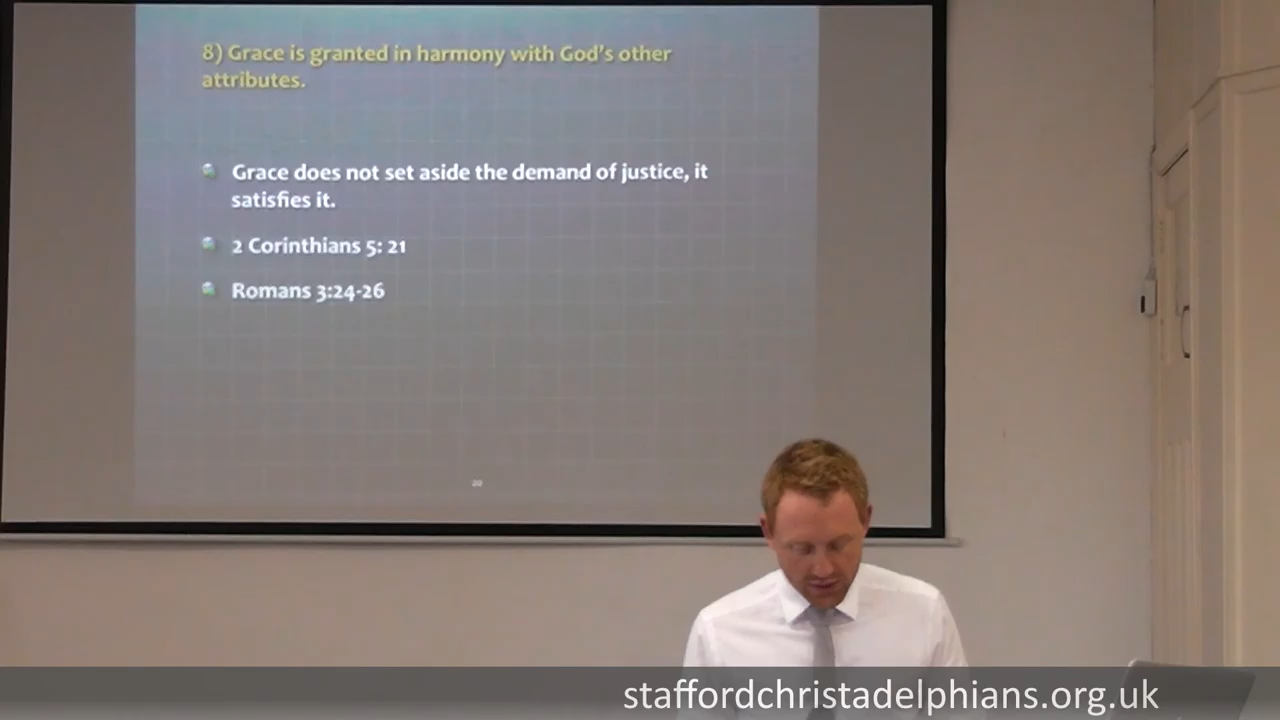 8) Grace is granted in harmony with God's other
attributes.
Grace does not set aside the demand of justice, it
satisfies it.
2 Corinthians 5: 21
Romans 3:24-26
20
staffordchristadelphians.org.uk